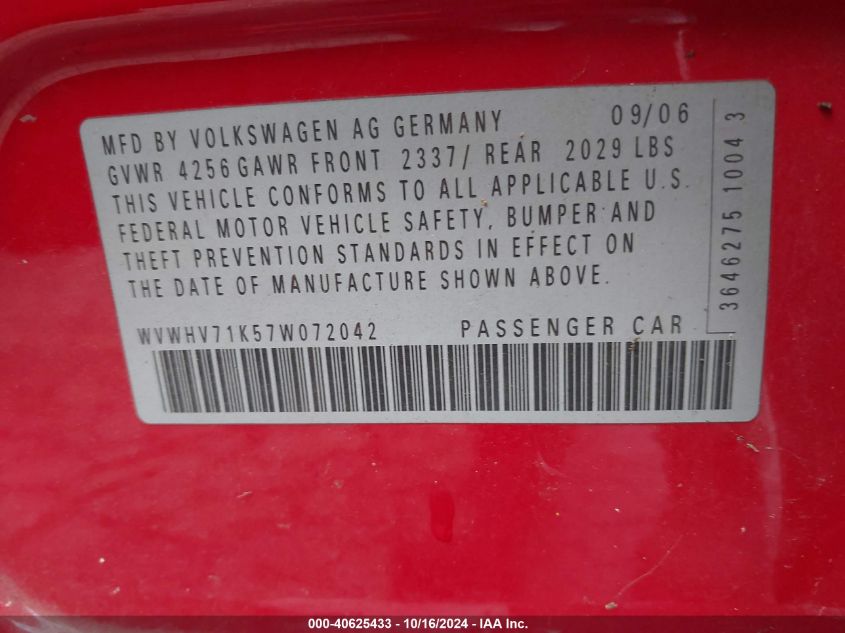 MFD BY VOLKSWAGEN AG GERMANY 09/06
GVWR 4256 GAWR FRONT 2337/ REAR 2029 LBS
THIS VEHICLE CONFORMS TO ALL APPLICABLE U.S.
FEDERAL MOTOR VEHICLE SAFETY, BUMPER AND
THEFT PREVENTION STANDARDS IN EFFECT ON
THE DATE OF MANUFACTURE SHOWN ABOVE.
WVWHV71K57W072042 PASSENGER CAR
3646275 1004 3
000-40625433 - 10/16/2024 - IAA Inc.